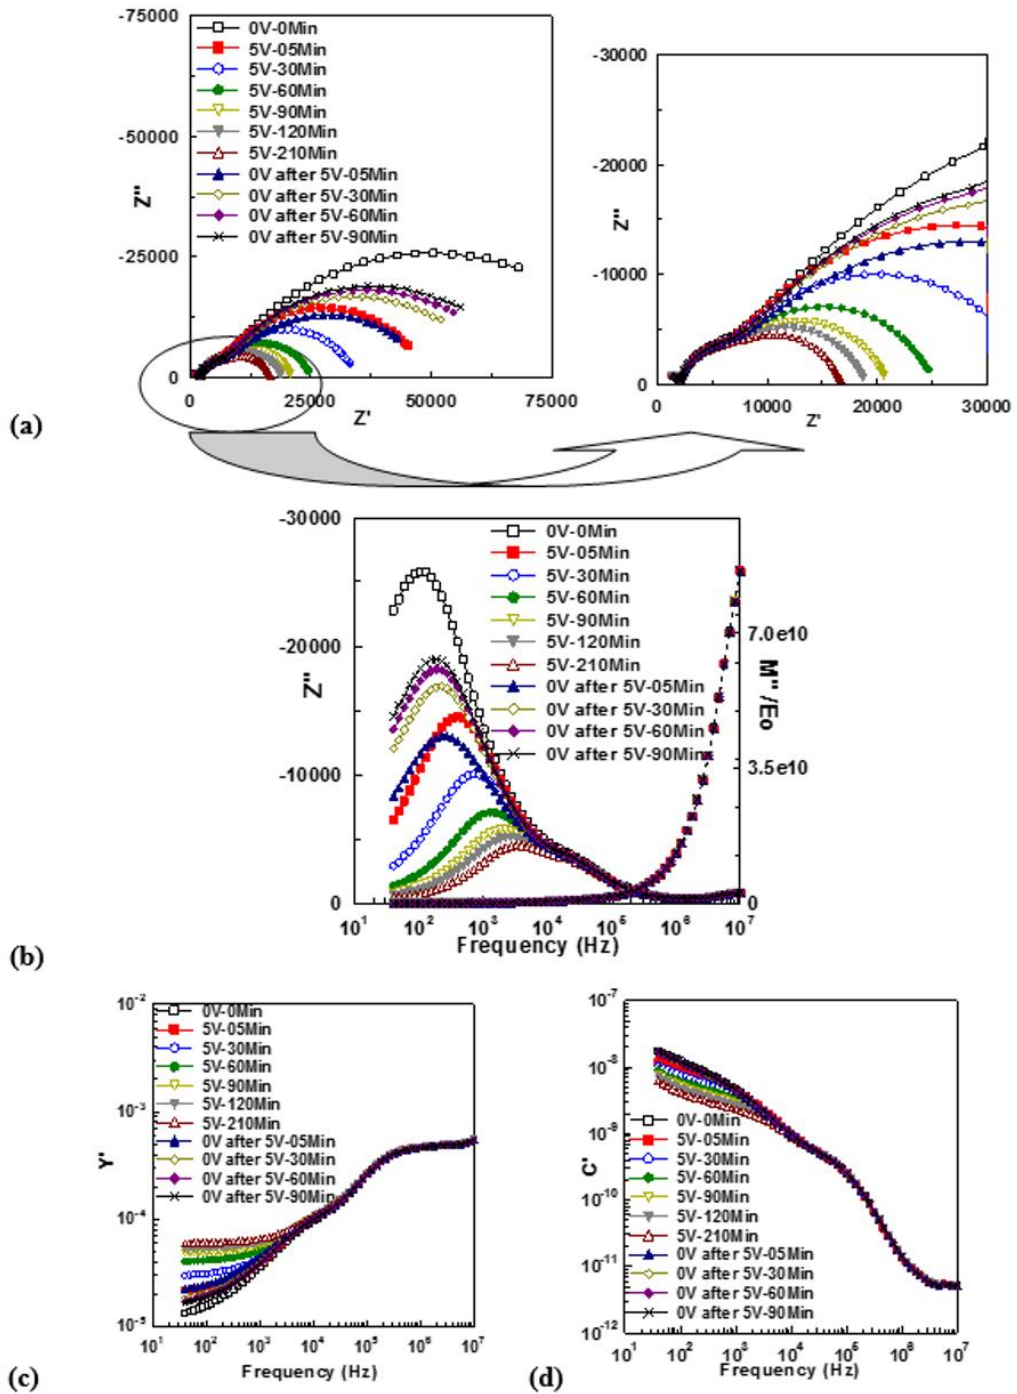 (a)
-75000
-50000
-25000
0
Z''
0V-0Min
5V-05Min
5V-30Min
5V-60Min
5V-90Min
5V-120Min
5V-210Min
0V after 5V-05Min
0V after 5V-30Min
0V after 5V-60Min
0V after 5V-90Min
0 25000 50000 75000
Z'
-30000
-20000
-10000
0
Z''
0 10000 20000 30000
Z'
(b)
-30000
-20000
-10000
0
Z''
0V-0Min
5V-05Min
5V-30Min
5V-60Min
5V-90Min
5V-120Min
5V-210Min
0V after 5V-05Min
0V after 5V-30Min
0V after 5V-60Min
0V after 5V-90Min
7.0e10
3.5e10
0
M''/Eo
10¹ 10² 10³ 10⁴ 10⁵ 10⁶ 10⁷
Frequency (Hz)
(c)
10⁻²
10⁻³
10⁻⁴
10⁻⁵
Y'
0V-0Min
5V-05Min
5V-30Min
5V-60Min
5V-90Min
5V-120Min
5V-210Min
0V after 5V-05Min
0V after 5V-30Min
0V after 5V-60Min
0V after 5V-90Min
10¹ 10² 10³ 10⁴ 10⁵ 10⁶ 10⁷
Frequency (Hz)
(d)
10⁻⁷
10⁻⁸
10⁻⁹
10⁻¹⁰
10⁻¹¹
10⁻¹²
C'
0V-0Min
5V-05Min
5V-30Min
5V-60Min
5V-90Min
5V-120Min
5V-210Min
0V after 5V-05Min
0V after 5V-30Min
0V after 5V-60Min
0V after 5V-90Min
10¹ 10² 10³ 10⁴ 10⁵ 10⁶ 10⁷
Frequency (Hz)